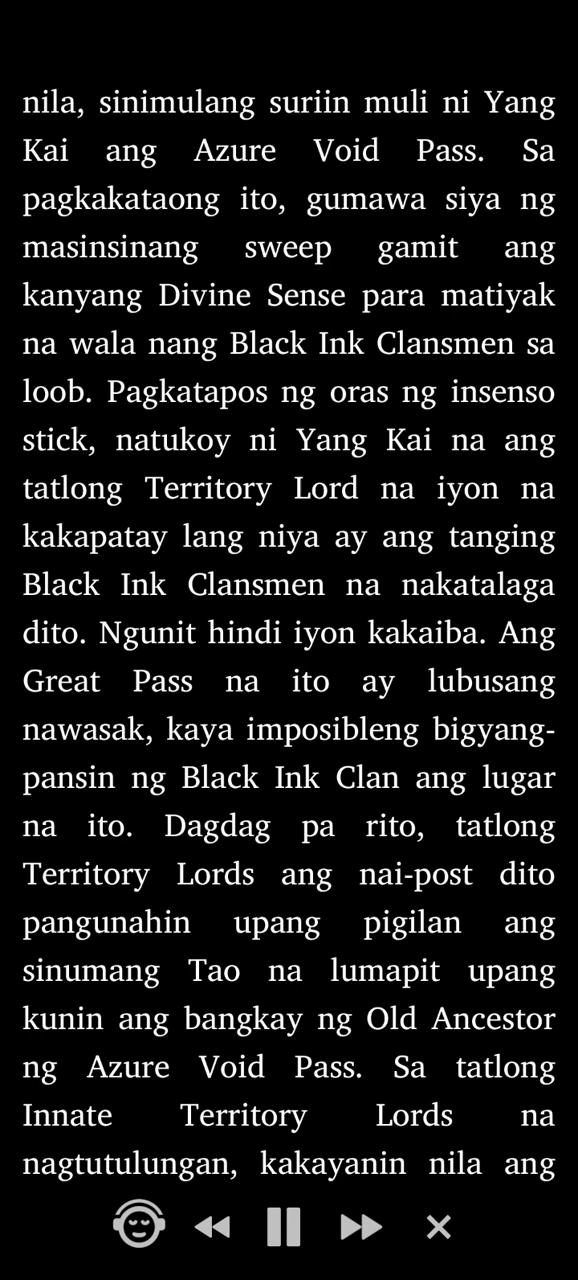 nila, sinimulang suriin muli ni Yang
Kai ang Azure Void Pass. Sa
pagkakataong ito, gumawa siya ng
masinsinang sweep gamit ang
kanyang Divine Sense para matiyak
na wala nang Black Ink Clansmen sa
loob. Pagkatapos ng oras ng insenso
stick, natukoy ni Yang Kai na ang
tatlong Territory Lord na iyon na
kakapatay lang niya ay ang tanging
Black Ink Clansmen na nakatalaga
dito. Ngunit hindi iyon kakaiba. Ang
Great Pass na ito ay lubusang
nawasak, kaya imposibleng bigyang-
pansin ng Black Ink Clan ang lugar
na ito. Dagdag pa rito, tatlong
Territory Lords ang nai-post dito
pangunahin upang pigilan ang
sinumang Tao na lumapit upang
kunin ang bangkay ng Old Ancestor
ng Azure Void Pass. Sa tatlong
Innate Territory Lords na
nagtutulungan, kakayanin nila ang